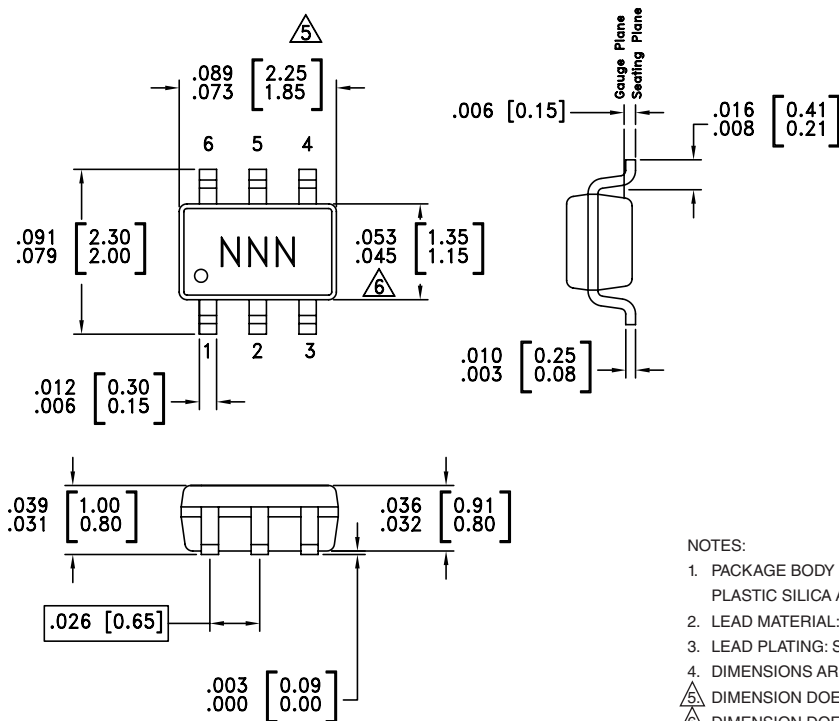 5
.089 [2.25]
.073 [1.85]
6 5 4
.091 [2.30]
.079 [2.00]
NNN
.053 [1.35]
.045 [1.15]
6
1 2 3
.012 [0.30]
.006 [0.15]
Gauge Plane
Seating Plane
.006 [0.15]
.016 [0.41]
.008 [0.21]
.010 [0.25]
.003 [0.08]
.039 [1.00]
.031 [0.80]
.036 [0.91]
.032 [0.80]
.026 [0.65]
.003 [0.09]
.000 [0.00]
NOTES:
1. PACKAGE BODY
PLASTIC SILICA
2. LEAD MATERIAL:
3. LEAD PLATING:
4. DIMENSIONS
5. DIMENSION
6. DIMENSION